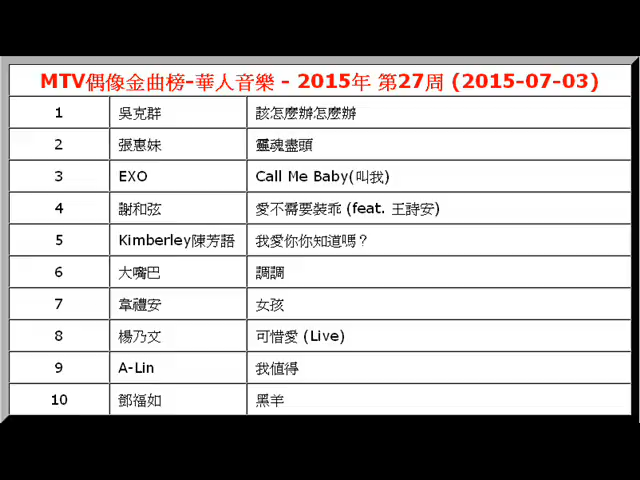 MTV偶像金曲榜-華人音樂 - 2015年 第27周 (2015-07-03)
1 吳克群 該怎麼辦怎麼辦
2 張惠妹 靈魂盡頭
3 EXO Call Me Baby(叫我)
4 謝和弦 愛不需要裝乖 (feat. 王詩安)
5 Kimberley陳芳語 我愛你你知道嗎？
6 大嘴巴 調調
7 韋禮安 女孩
8 楊乃文 可惜愛 (Live)
9 A-Lin 我值得
10 鄧福如 黑羊